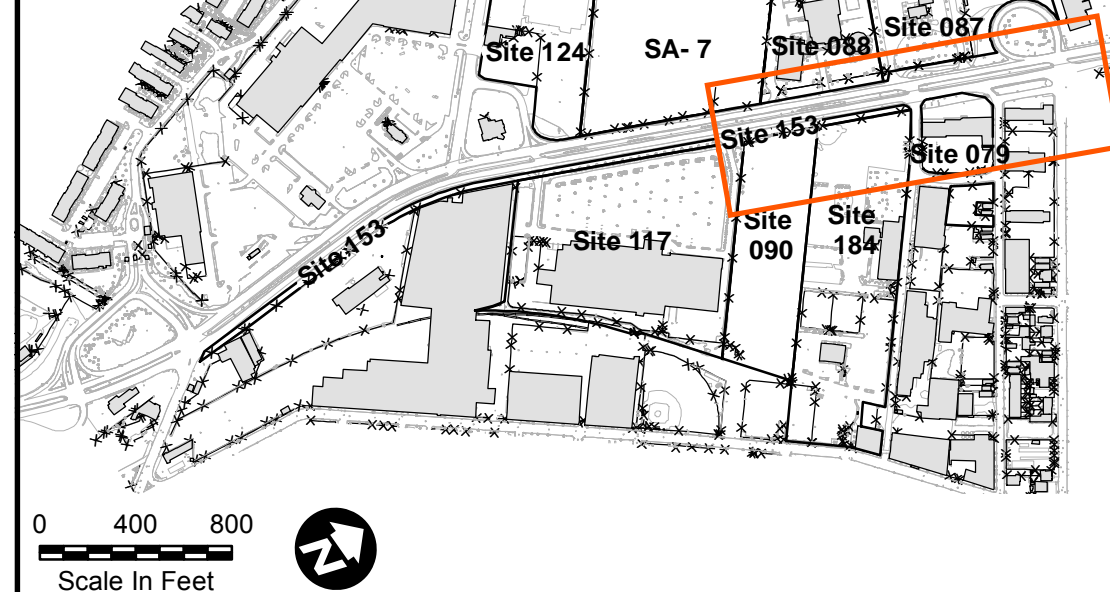 Site 087
Site 088
SA- 7
Site 124
Site 153
Site 079
Site
090
Site
184
Site 117
Site 153
0 400 800
Scale In Feet
N